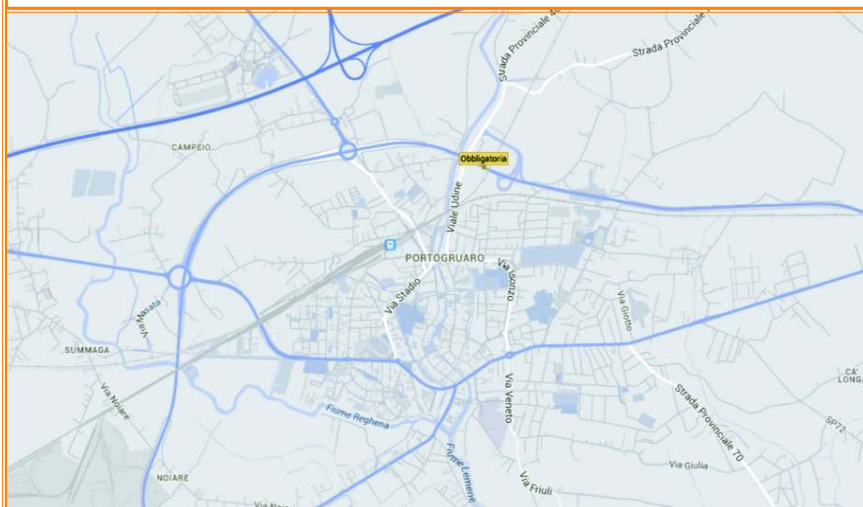 Strada Provinciale
Strada Provinciale
CAMPEIO
Obbligatoria
Viale Udine
PORTOGRUARO
Via Isonzo
Via Stadio
Via Giotto
Via Masata
SUMMAGA
CA'
LONGA
Via Noiare
Fiume Reghena
Via Veneto
Strada Provinciale 70
SP72
Fiume Lemene
Via Giulia
NOIARE
Via Friuli